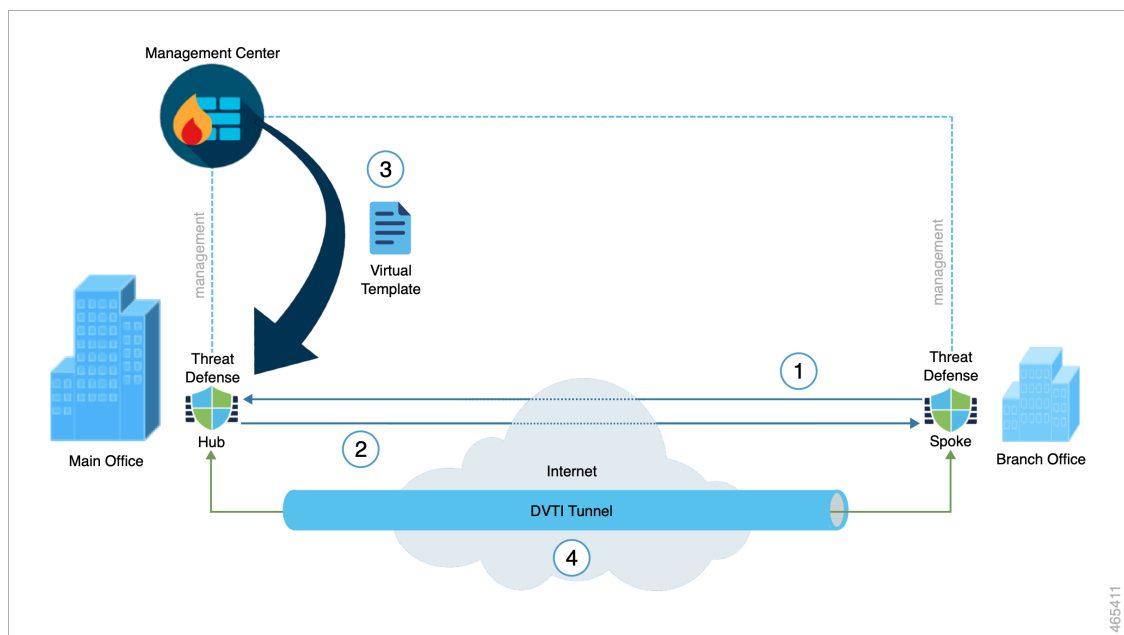 Management Center
3
Virtual
Template
management
management
Threat
Defense
Hub
Main Office
Threat
Defense
Spoke
Branch Office
1
2
Internet
DVTI Tunnel
4
465411